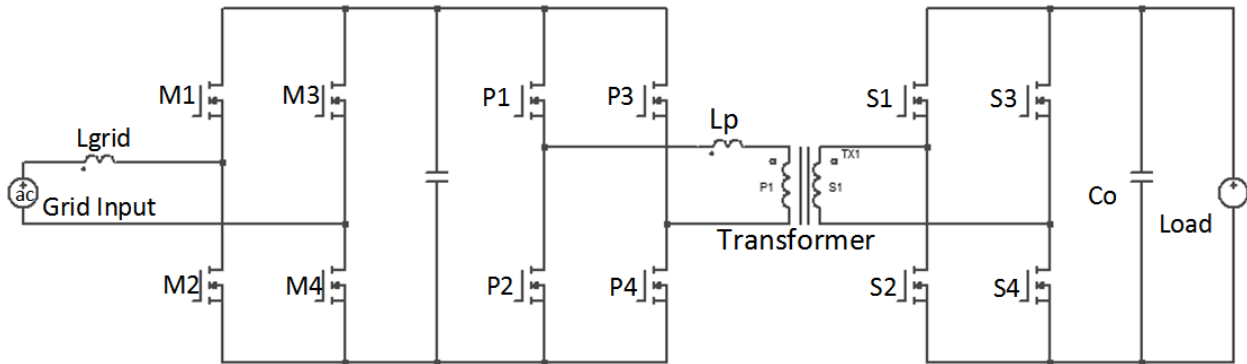 M1
M3
P1
P3
S1
S3
Lgrid
Lp
+
ac
Grid Input
α
TX1
α
P1
S1
Transformer
Co
+
Load
M2
M4
P2
P4
S2
S4